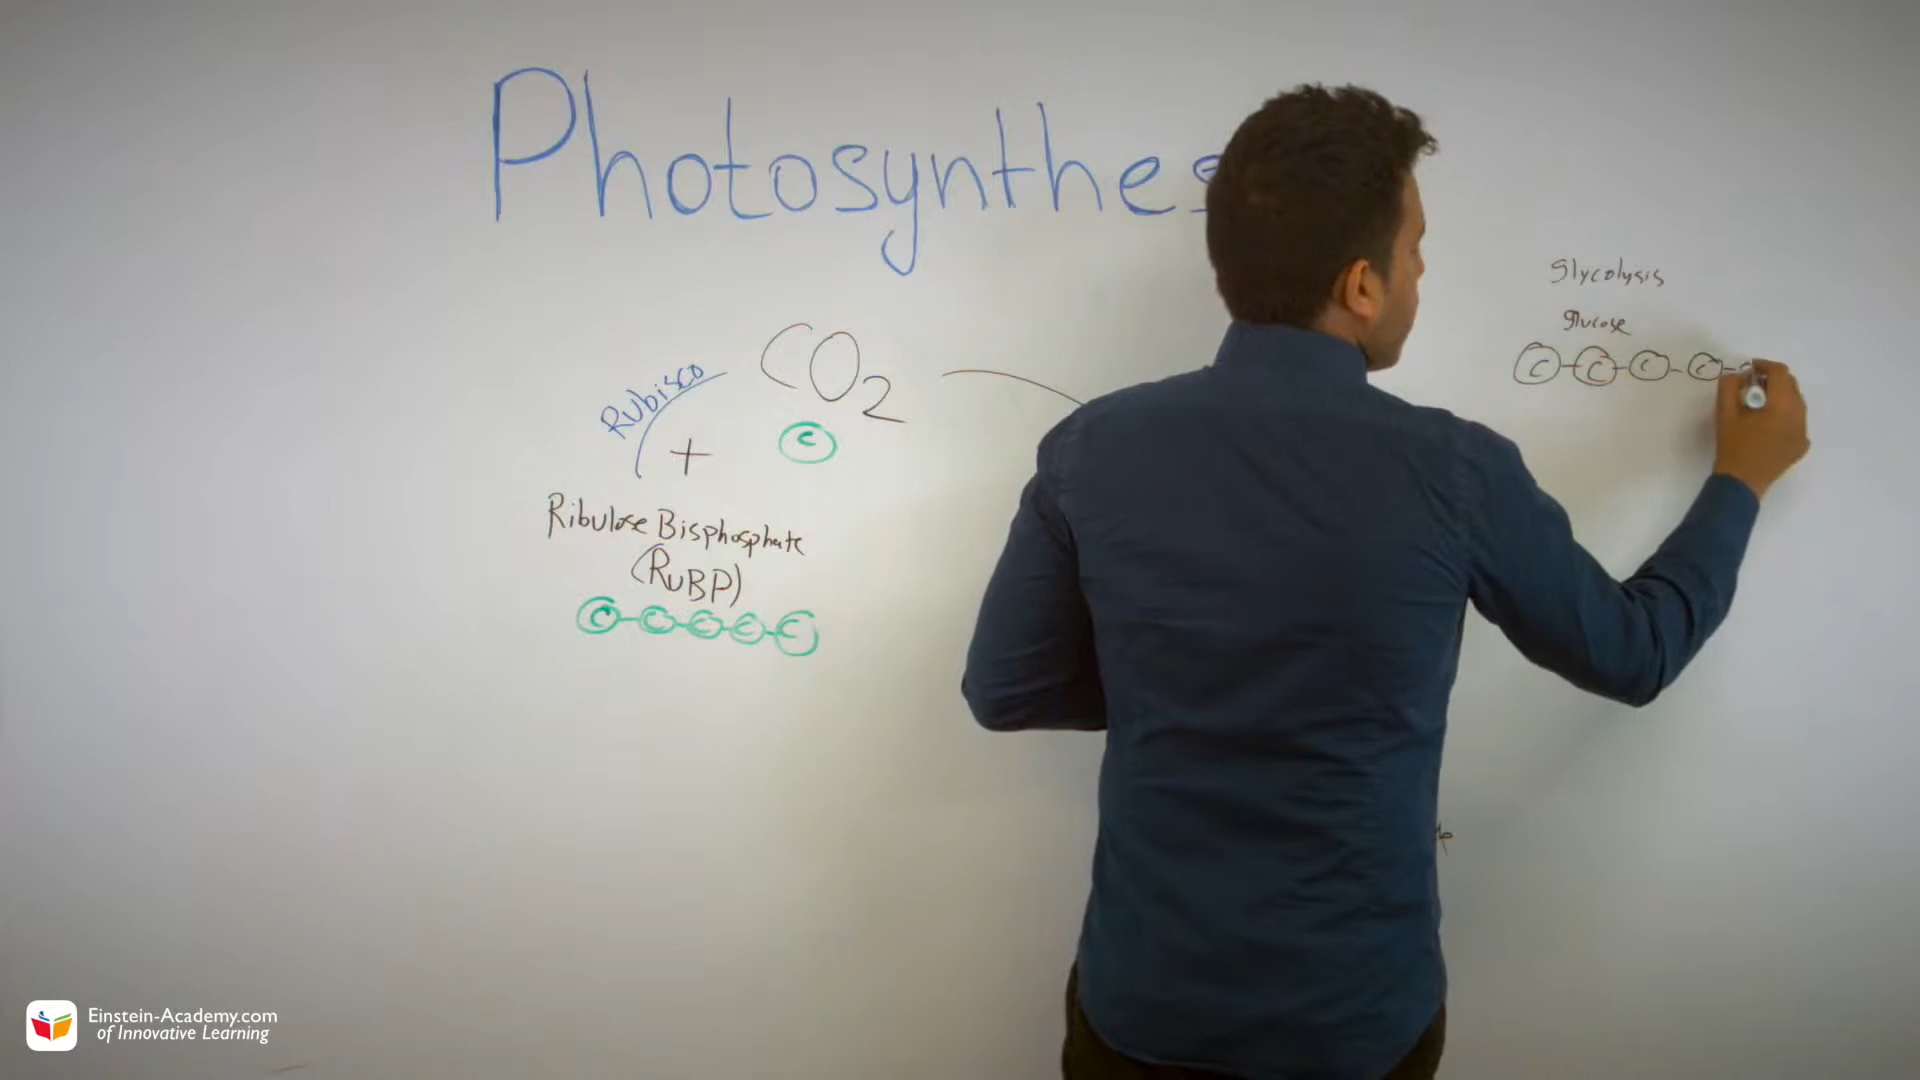 Photosynthes
Glycolysis
glucose
C C C C
CO2
Rubisco
C
+
Ribulose Bisphosphate
(RuBP)
C C C C C
Einstein-Academy.com
of Innovative Learning